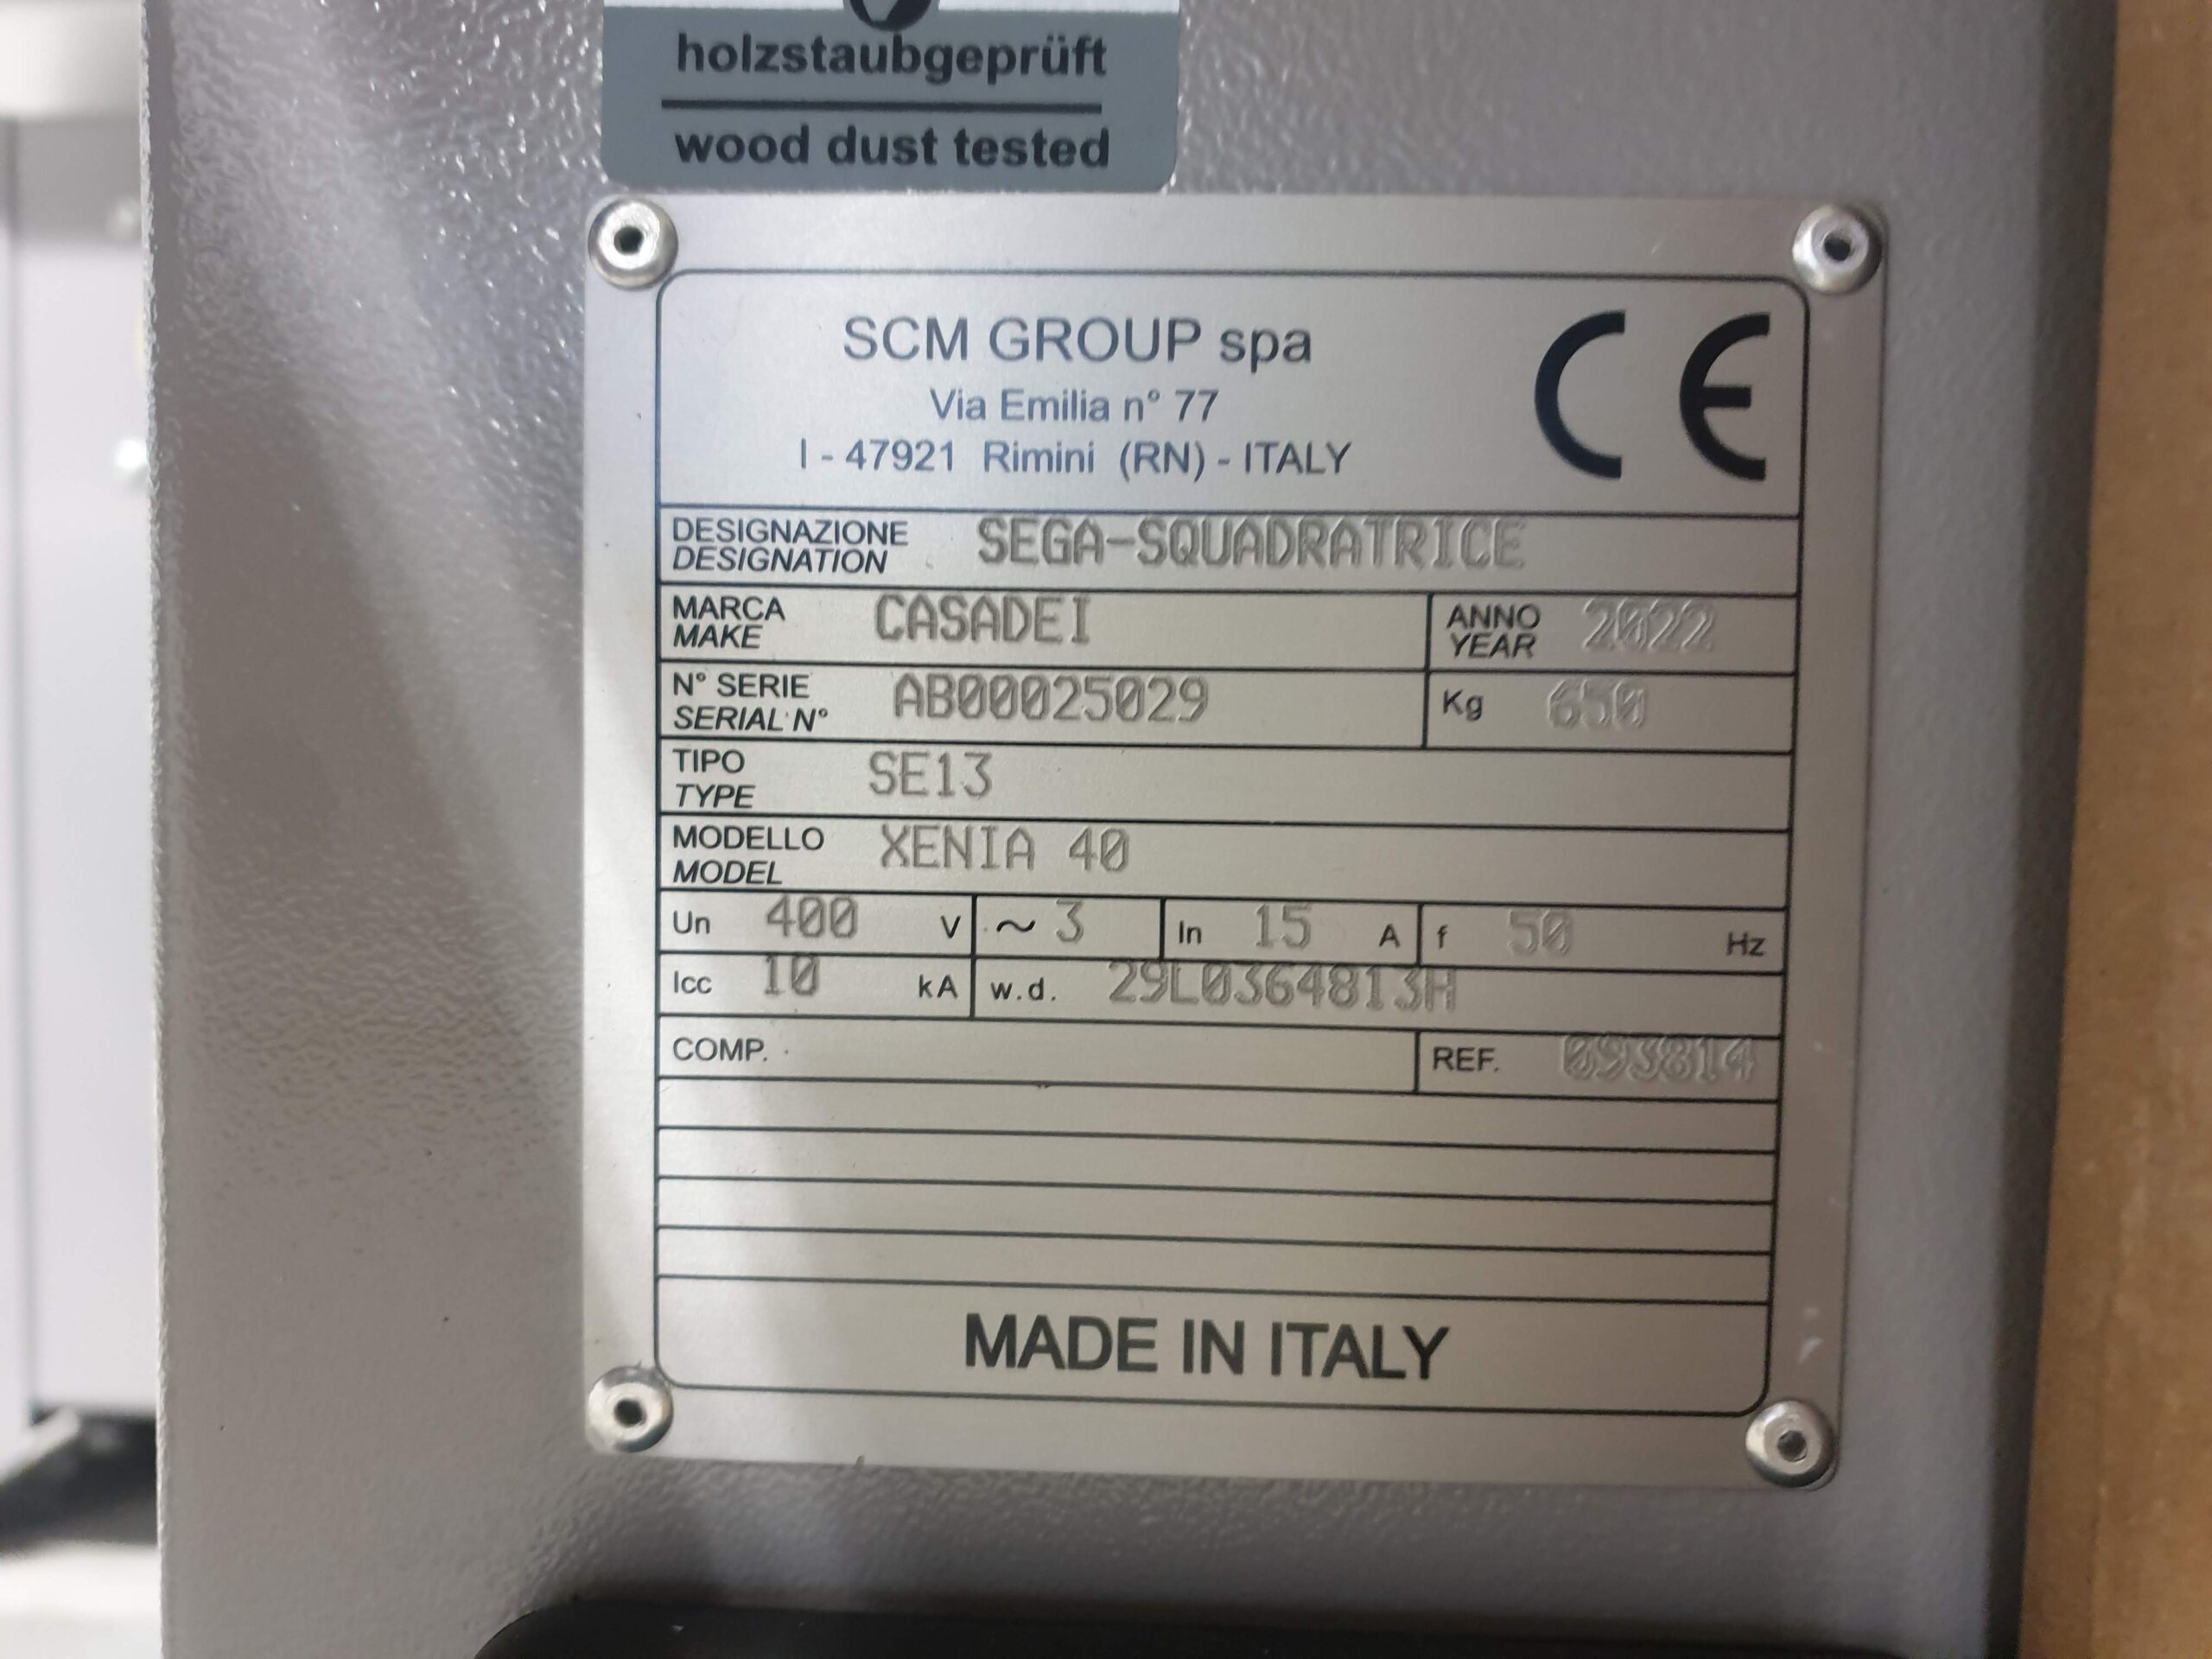 holzstaubgeprüft
wood dust tested
SCM GROUP spa
Via Emilia n° 77
I - 47921 Rimini (RN) - ITALY
CE
DESIGNAZIONE
DESIGNATION
SEGA-SQUADRATRICE
MARCA
MAKE
CASADEI
ANNO
YEAR
2022
N° SERIE
SERIAL N°
AB00025029
Kg 650
TIPO
TYPE
SE13
MODELLO
MODEL
XENIA 40
Un 400 V ~ 3 In 15 A f 50 Hz
Icc 10 kA w.d. 29L0364813H
COMP. REF. 093814
MADE IN ITALY